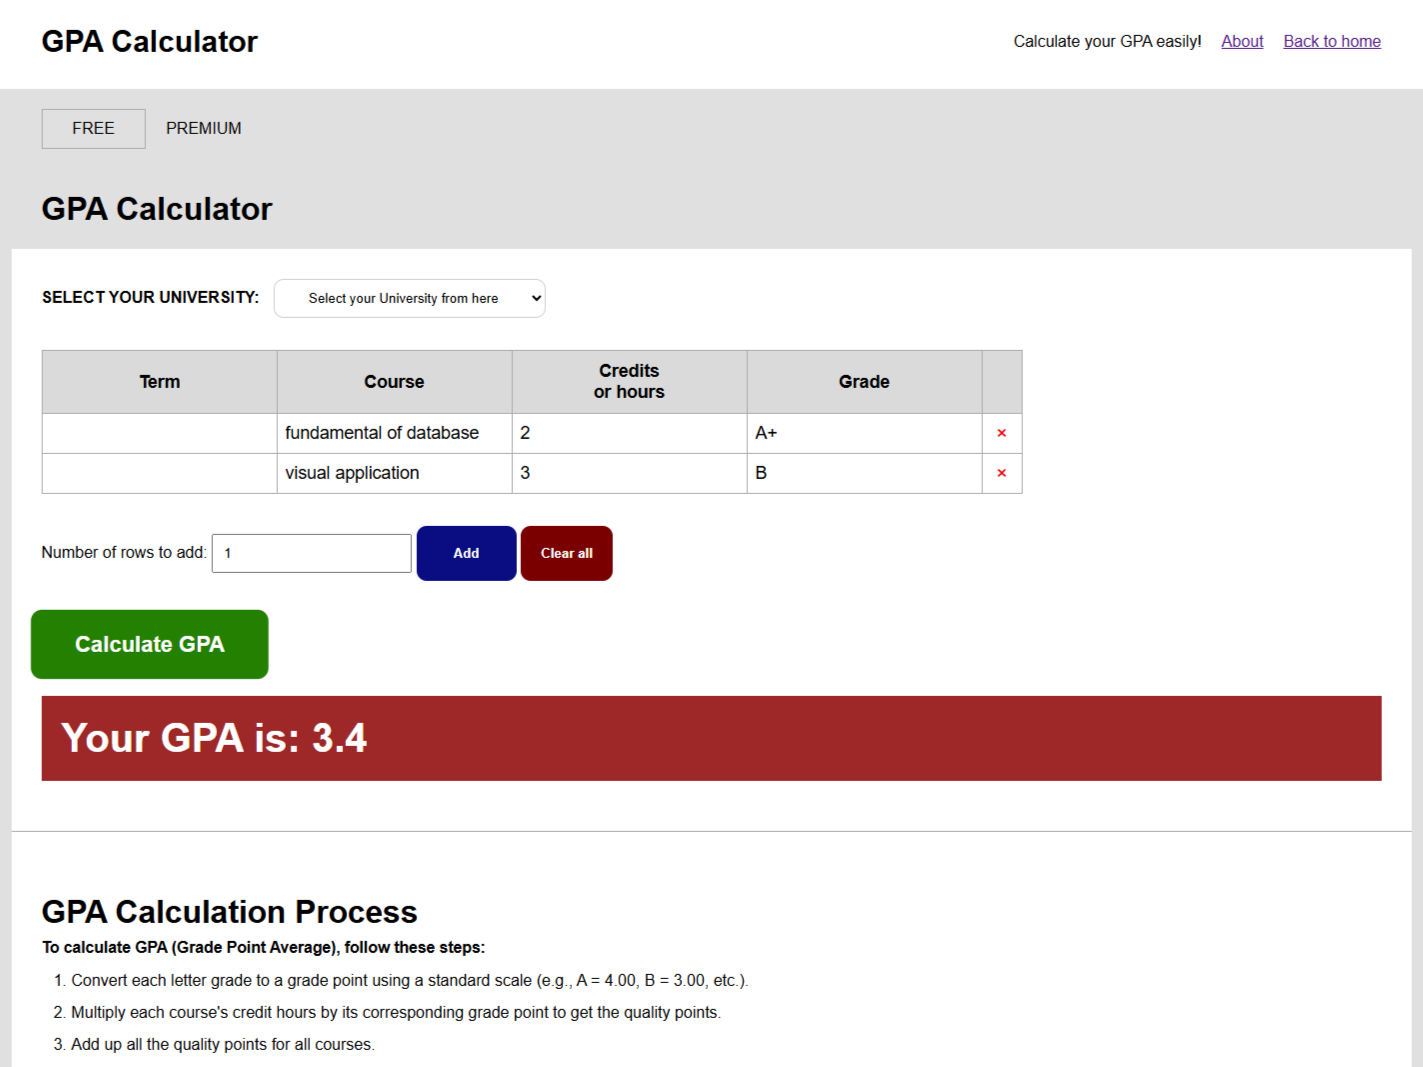 GPA Calculator
Calculate your GPA easily! About Back to home
FREE PREMIUM
GPA Calculator
SELECT YOUR UNIVERSITY: Select your University from here
Term Course Credits or hours Grade
fundamental of database 2 A+ ×
visual application 3 B ×
Number of rows to add: 1 Add Clear all
Calculate GPA
Your GPA is: 3.4
GPA Calculation Process
To calculate GPA (Grade Point Average), follow these steps:
1. Convert each letter grade to a grade point using a standard scale (e.g., A = 4.00, B = 3.00, etc.).
2. Multiply each course's credit hours by its corresponding grade point to get the quality points.
3. Add up all the quality points for all courses.